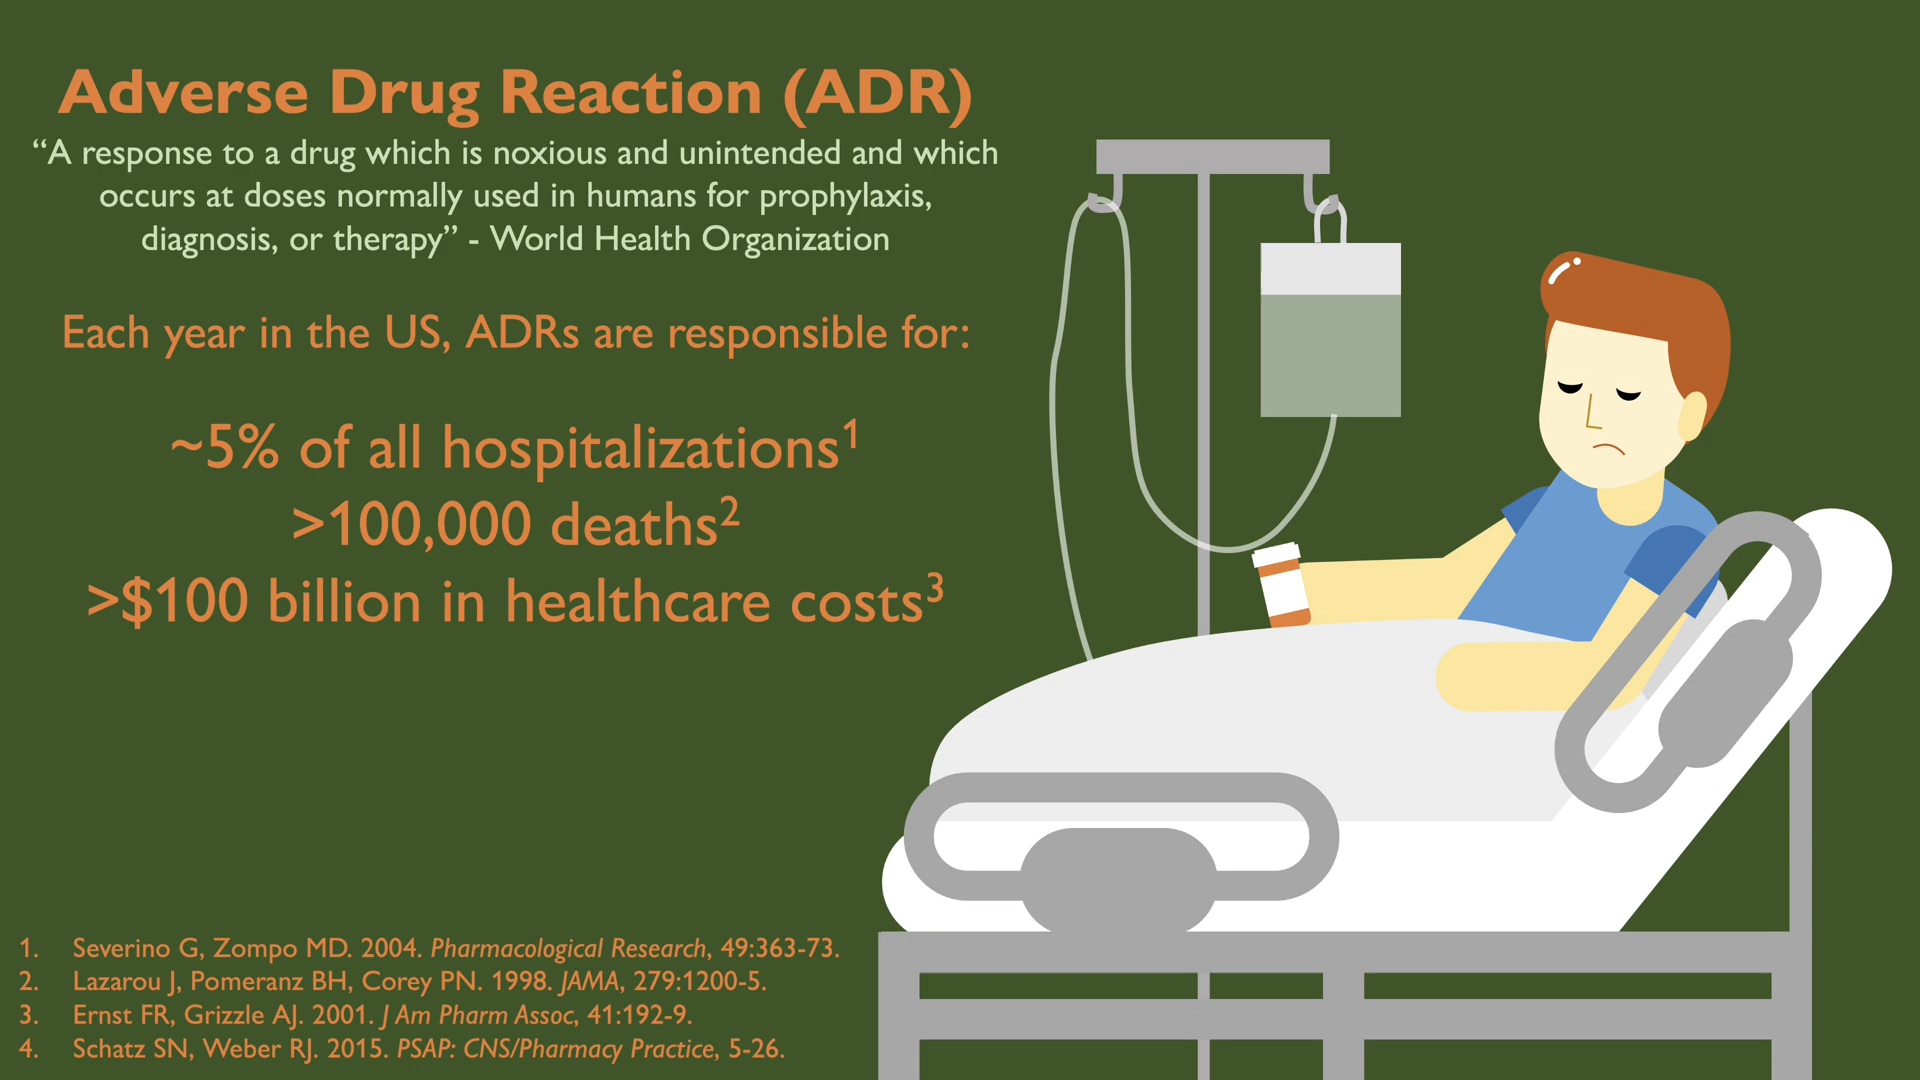 Adverse Drug Reaction (ADR)
“A response to a drug which is noxious and unintended and which
occurs at doses normally used in humans for prophylaxis,
diagnosis, or therapy” - World Health Organization
Each year in the US, ADRs are responsible for:
~5% of all hospitalizations¹
>100,000 deaths²
>$100 billion in healthcare costs³
1. Severino G, Zompo MD. 2004. Pharmacological Research, 49:363-73.
2. Lazarou J, Pomeranz BH, Corey PN. 1998. JAMA, 279:1200-5.
3. Ernst FR, Grizzle AJ. 2001. J Am Pharm Assoc, 41:192-9.
4. Schatz SN, Weber RJ. 2015. PSAP: CNS/Pharmacy Practice, 5-26.